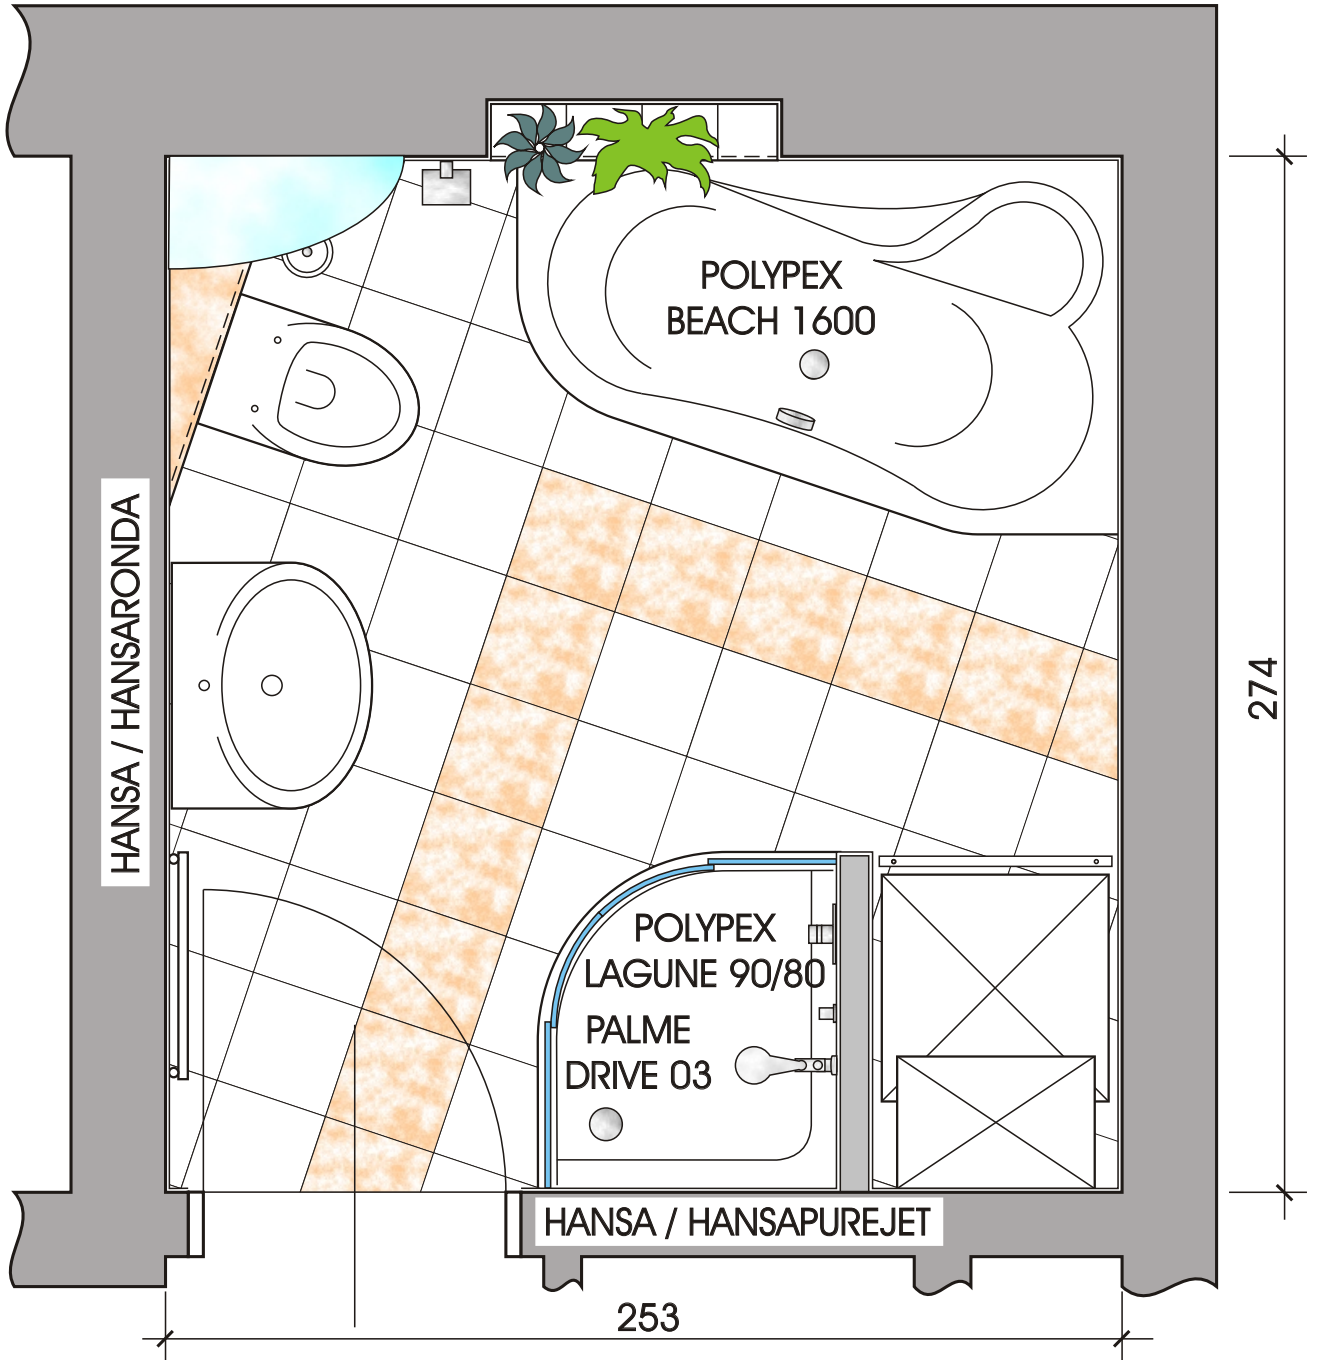 POLYPEX
BEACH 1600
HANSA / HANSARONDA
274
POLYPEX
LAGUNE 90/80
PALME
DRIVE 03
HANSA / HANSAPUREJET
253